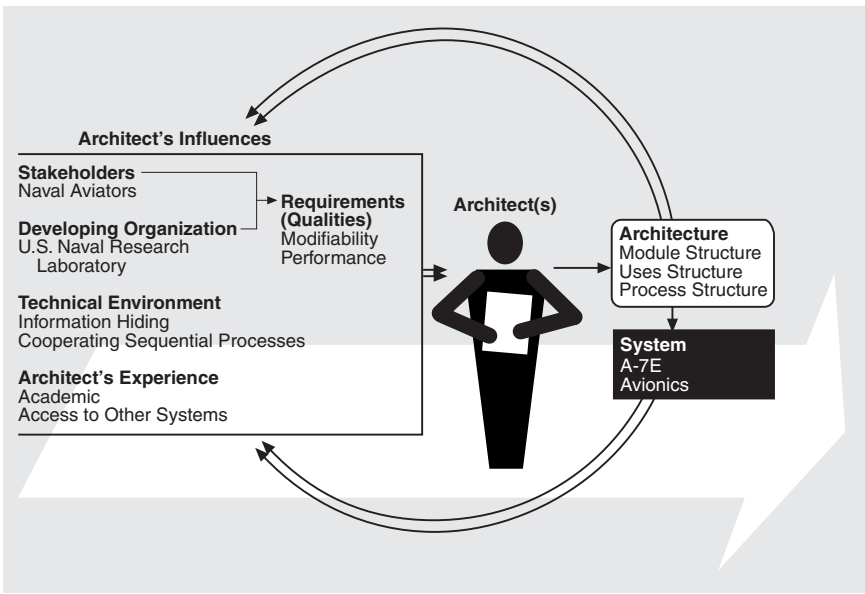 Architect's Influences
Stakeholders
Naval Aviators
Developing Organization
U.S. Naval Research
Laboratory
Requirements
(Qualities)
Modifiability
Performance
Technical Environment
Information Hiding
Cooperating Sequential Processes
Architect's Experience
Academic
Access to Other Systems
Architect(s)
Architecture
Module Structure
Uses Structure
Process Structure
System
A-7E
Avionics